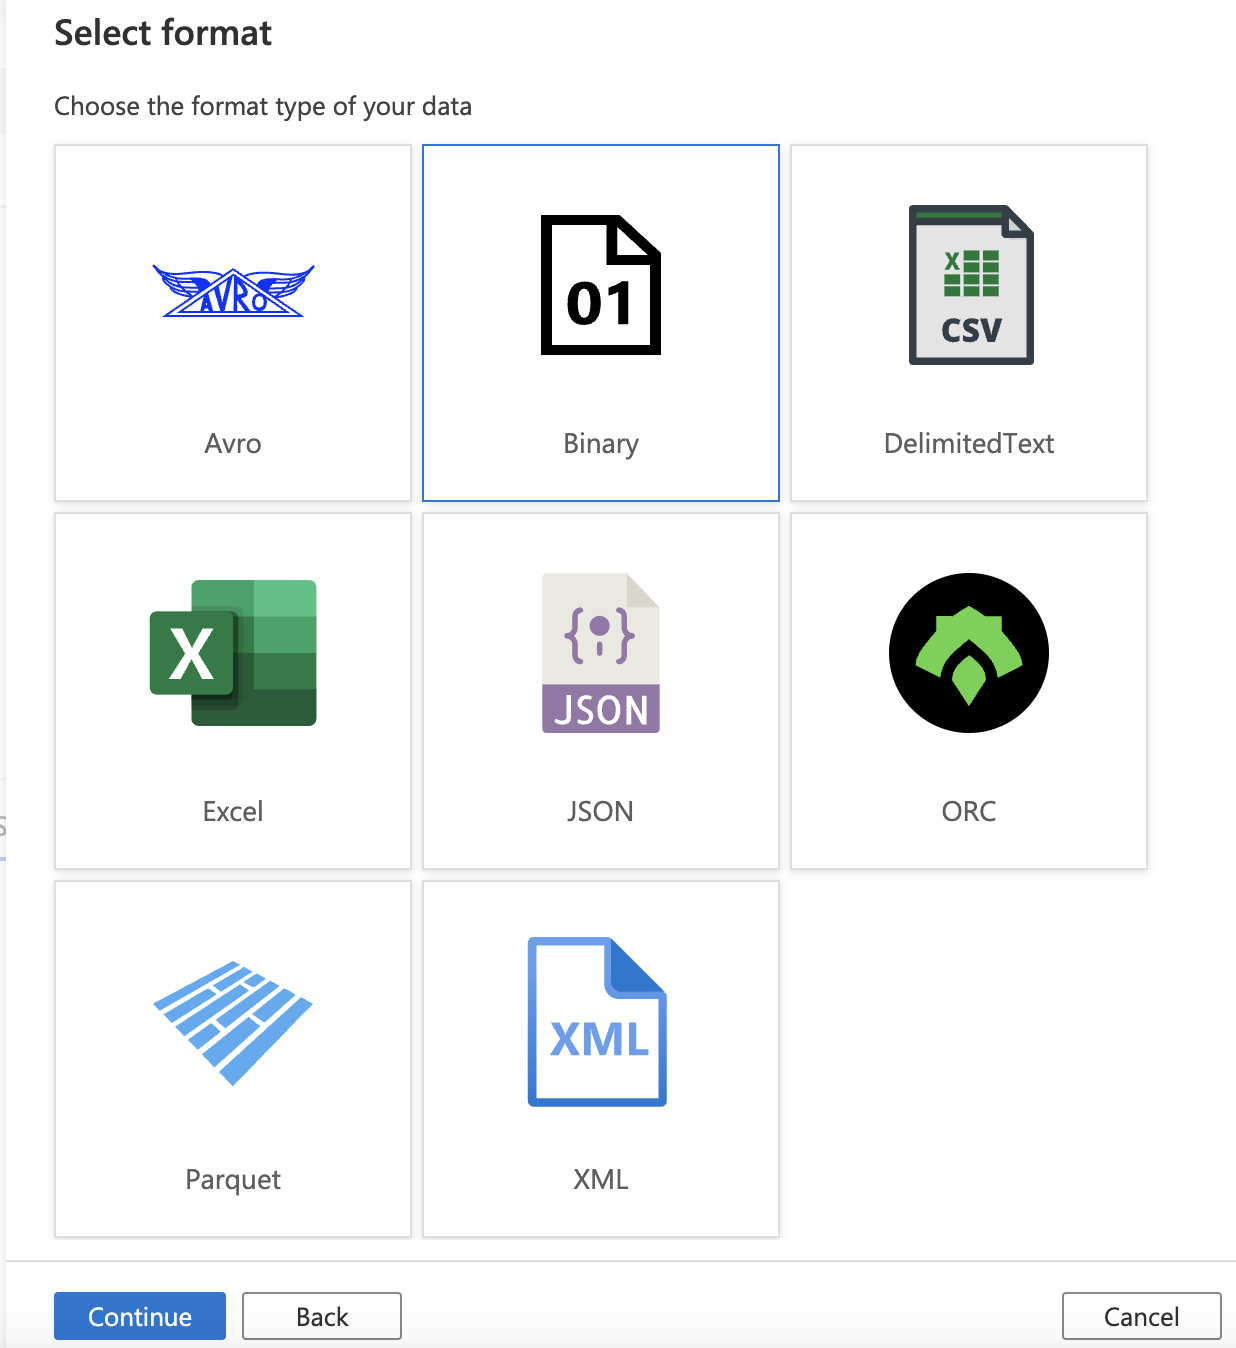 Select format
Choose the format type of your data
AVRO
01
X
CSV
Avro
Binary
DelimitedText
X
{ }
JSON
Excel
JSON
ORC
XML
Parquet
XML
Continue
Back
Cancel